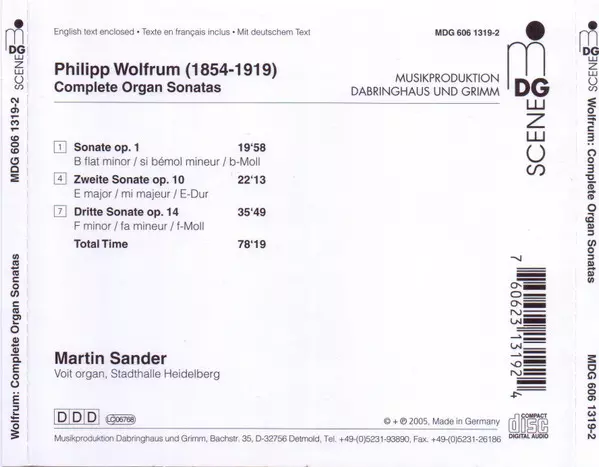 English text enclosed • Texte en français inclus • Mit deutschem Text
MDG 606 1319-2
Philipp Wolfrum (1854-1919)
Complete Organ Sonatas
MUSIKPRODUKTION
DABRINGHAUS UND GRIMM
MDG
SCENE
1 Sonate op. 1 19'58
B flat minor / si bémol mineur / b-Moll
4 Zweite Sonate op. 10 22'13
E major / mi majeur / E-Dur
7 Dritte Sonate op. 14 35'49
F minor / fa mineur / f-Moll
Total Time 78'19
7 60623 13192 4
Martin Sander
Voit organ, Stadthalle Heidelberg
DDD
LC06768
© + ℗ 2005, Made in Germany
COMPACT
disc
DIGITAL AUDIO
Musikproduktion Dabringhaus und Grimm, Bachstr. 35, D-32756 Detmold, Tel. +49-(0)5231-93890, Fax +49-(0)5231-26186
MDG
SCENE
MDG 606 1319-2
Wolfrum: Complete Organ Sonatas
MDG
SCENE
Wolfrum: Complete Organ Sonatas
MDG 606 1319-2